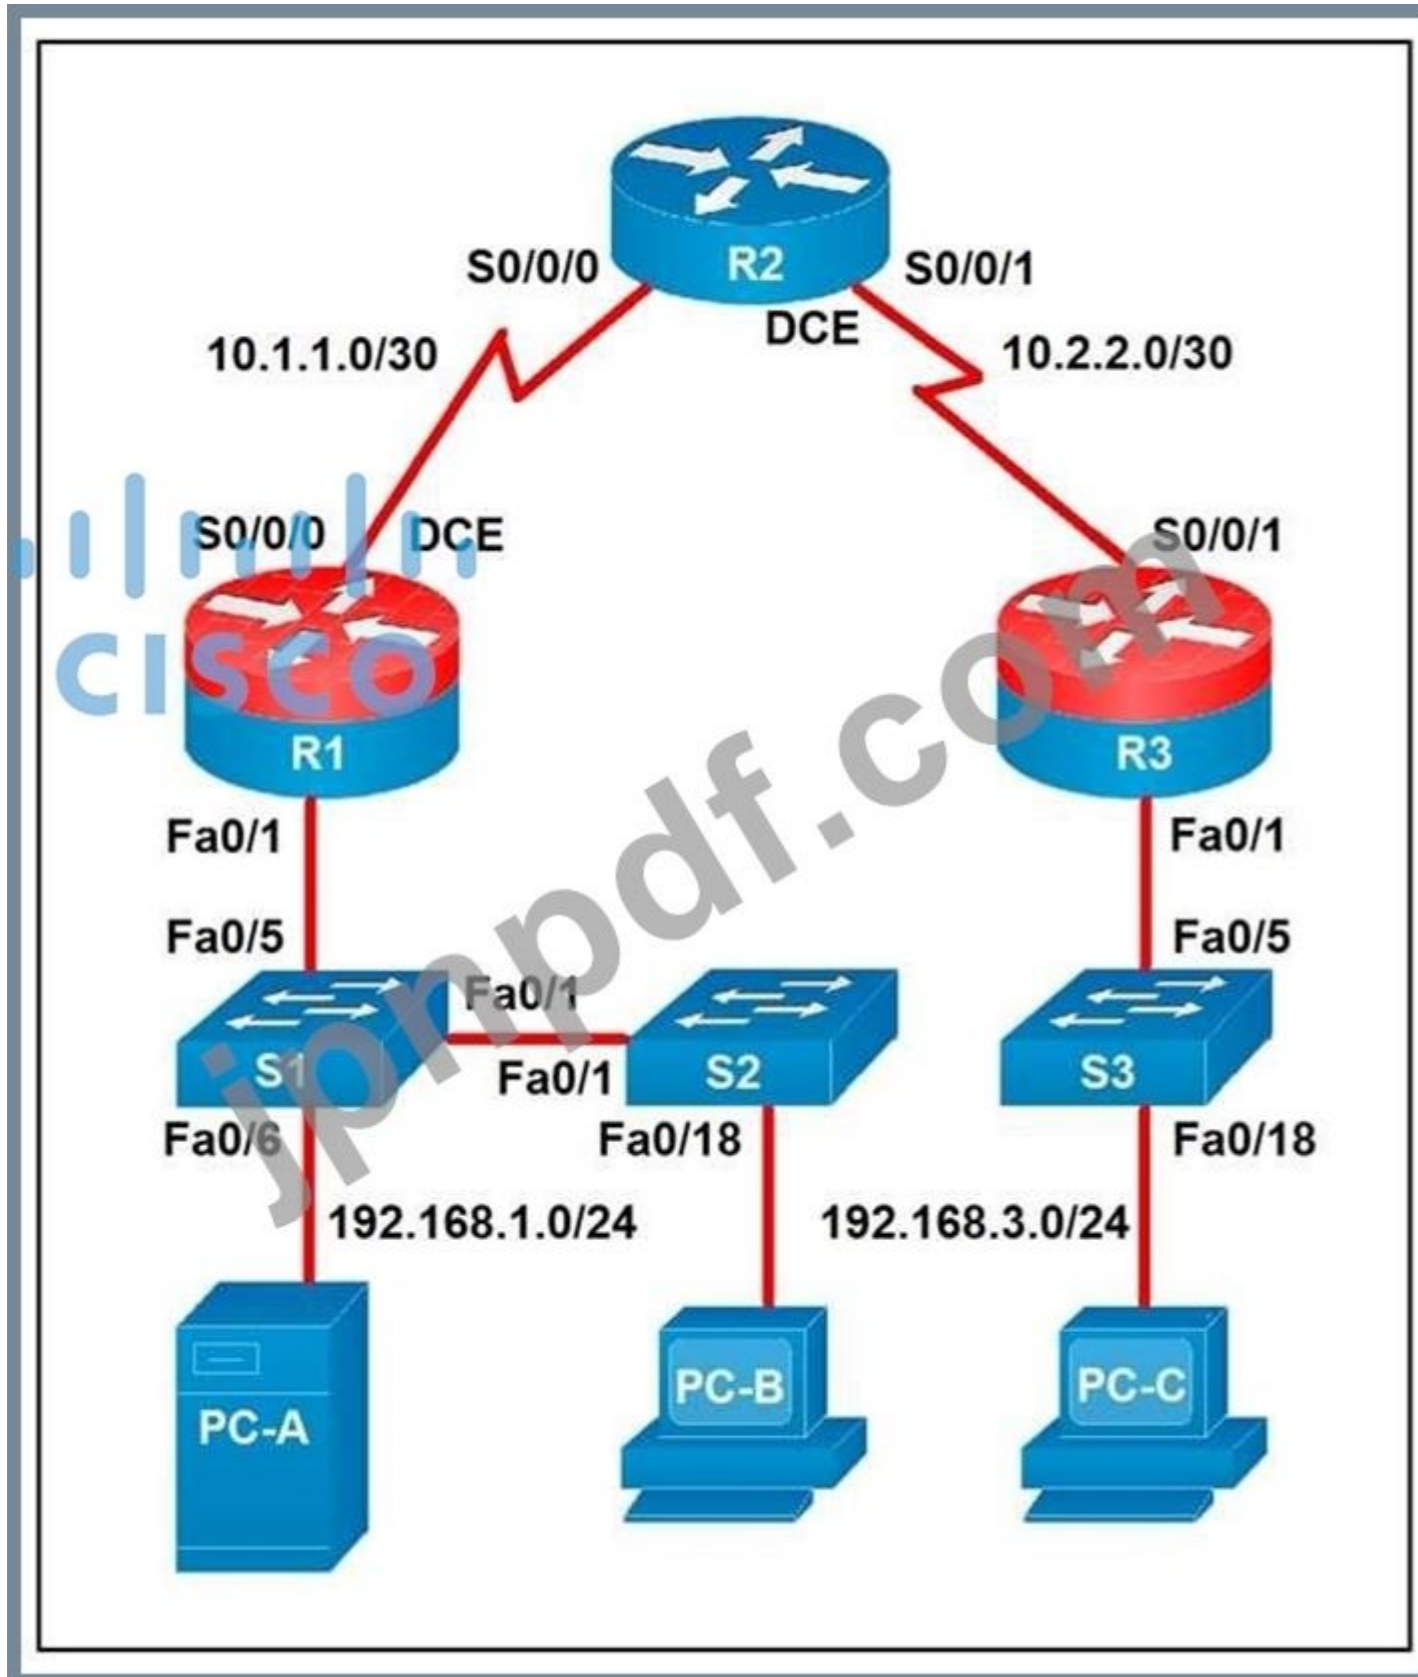 R2
S0/0/0
S0/0/1
DCE
10.1.1.0/30
10.2.2.0/30
S0/0/0
DCE
S0/0/1
CISCO
R1
R3
Fa0/1
Fa0/1
jpnpdf.com
Fa0/5
Fa0/5
Fa0/1
S1
Fa0/1
S2
S3
Fa0/6
Fa0/18
Fa0/18
192.168.1.0/24
192.168.3.0/24
PC-A
PC-B
PC-C